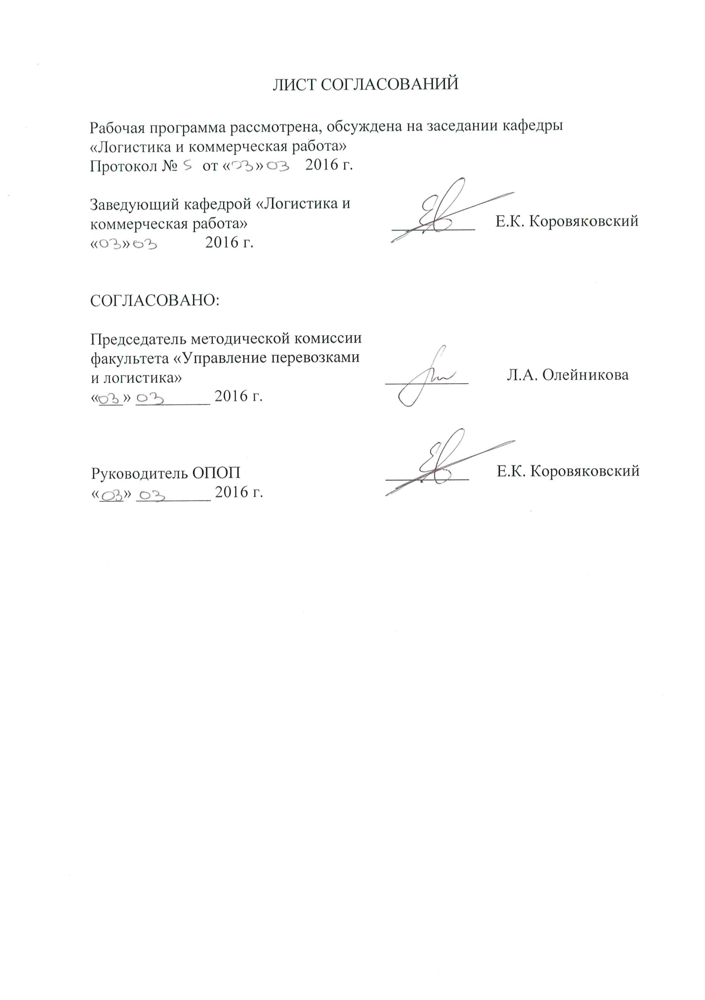 ЛИСТ СОГЛАСОВАНИЙ
Рабочая программа рассмотрена, обсуждена на заседании кафедры
«Логистика и коммерческая работа»
Протокол № 5 от «03» 03 2016 г.
Заведующий кафедрой «Логистика и
коммерческая работа» Е.К. Коровяковский
«03» 03 2016 г.
СОГЛАСОВАНО:
Председатель методической комиссии
факультета «Управление перевозками
и логистика» Л.А. Олейникова
«03» 03 2016 г.
Руководитель ОПОП Е.К. Коровяковский
«03» 03 2016 г.